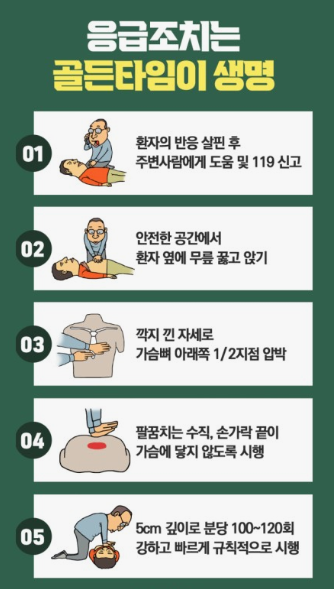 응급조치는
골든타임이 생명
01
환자의 반응 살핀 후
주변사람에게 도움 및 119 신고
02
안전한 공간에서
환자 옆에 무릎 꿇고 앉기
03
깍지 낀 자세로
가슴뼈 아래쪽 1/2지점 압박
04
팔꿈치는 수직, 손가락 끝이
가슴에 닿지 않도록 시행
05
5cm 깊이로 분당 100~120회
강하고 빠르게 규칙적으로 시행